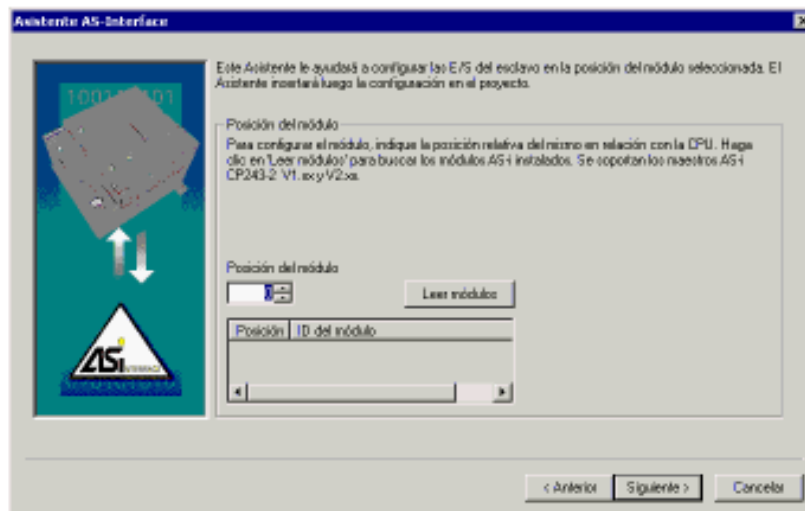 Asistente AS-Interface
Este Asistente le ayudará a configurar las E/S del esclavo en la posición del módulo seleccionada. El
Asistente insertará luego la configuración en el proyecto.
Posición del módulo
Para configurar el módulo, indique la posición relativa del mismo en relación con la CPU. Haga
clic en 'Leer módulos' para buscar los módulos AS-i instalados. Se soportan los maestros AS-i
CP243-2 V1.xx y V2.xx.
Posición del módulo
0
Leer módulos
Posición ID del módulo
ASi
INTERFACE
< Anterior Siguiente > Cancelar